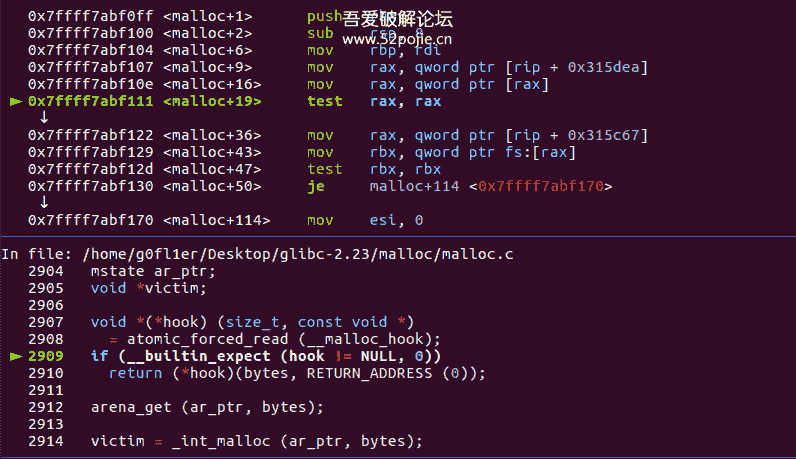 0x7ffff7abf0ff <malloc+1> push
吾爱破解论坛
0x7ffff7abf100 <malloc+2> sub rsp, 8
www.52pojie.cn
0x7ffff7abf104 <malloc+6> mov rbp, rdi
0x7ffff7abf107 <malloc+9> mov rax, qword ptr [rip + 0x315dea]
0x7ffff7abf10e <malloc+16> mov rax, qword ptr [rax]
► 0x7ffff7abf111 <malloc+19> test rax, rax
↓
0x7ffff7abf122 <malloc+36> mov rax, qword ptr [rip + 0x315c67]
0x7ffff7abf129 <malloc+43> mov rbx, qword ptr fs:[rax]
0x7ffff7abf12d <malloc+47> test rbx, rbx
0x7ffff7abf130 <malloc+50> je malloc+114 <0x7ffff7abf170>
↓
0x7ffff7abf170 <malloc+114> mov esi, 0
In file: /home/g0fl1er/Desktop/glibc-2.23/malloc/malloc.c
2904 mstate ar_ptr;
2905 void *victim;
2906
2907 void *(*hook) (size_t, const void *)
2908 = atomic_forced_read (__malloc_hook);
► 2909 if (__builtin_expect (hook != NULL, 0))
2910 return (*hook)(bytes, RETURN_ADDRESS (0));
2911
2912 arena_get (ar_ptr, bytes);
2913
2914 victim = _int_malloc (ar_ptr, bytes);